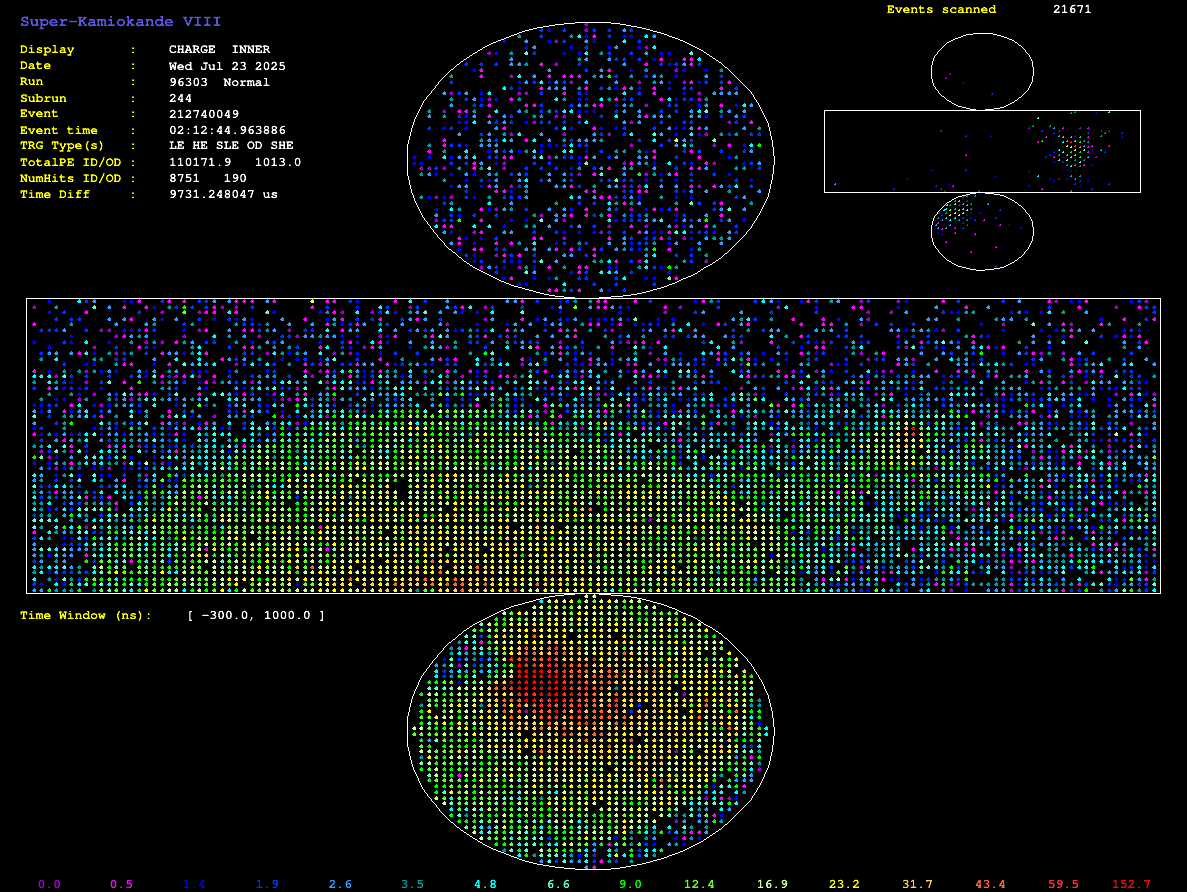 Super-Kamiokande VIII
Events scanned 21671
Display : CHARGE INNER
Date : Wed Jul 23 2025
Run : 96303 Normal
Subrun : 244
Event : 212740049
Event time : 02:12:44.963886
TRG Type(s) : LE HE SLE OD SHE
TotalPE ID/OD : 110171.9 1013.0
NumHits ID/OD : 8751 190
Time Diff : 9731.248047 us
Time Window (ns): [ -300.0, 1000.0 ]
0.0 0.5 1.4 1.9 2.6 3.5 4.8 6.6 9.0 12.4 16.9 23.2 31.7 43.4 59.5 152.7